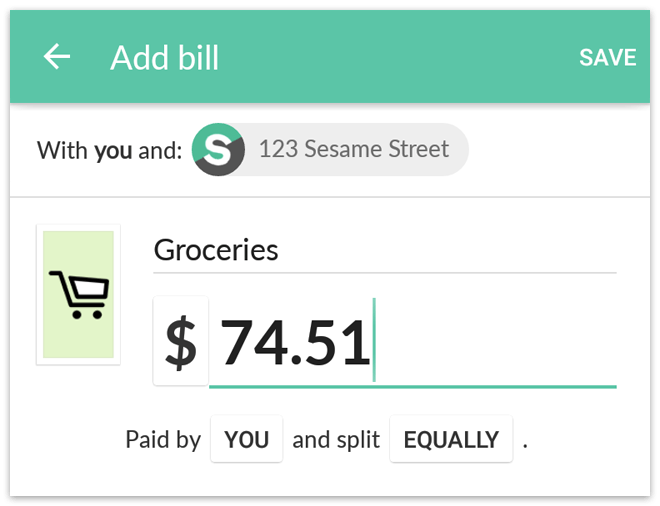 Add bill SAVE
With you and: S 123 Sesame Street
Groceries
$ 74.51
Paid by YOU and split EQUALLY .